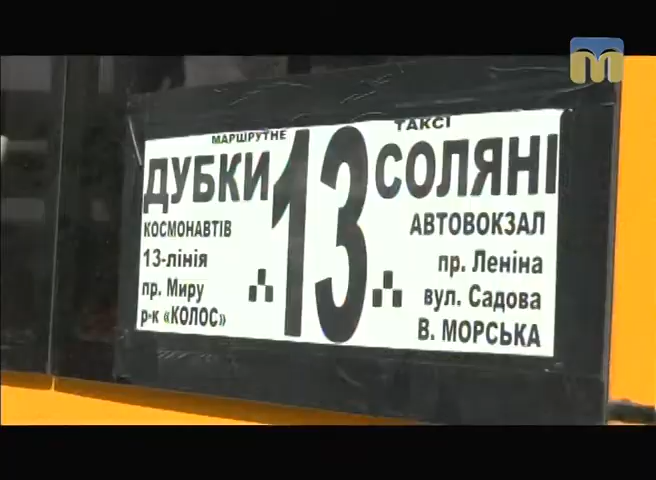 МАРШРУТНЕ ТАКСІ
ДУБКИ 13 СОЛЯНІ
КОСМОНАВТІВ
13-лінія
пр. Миру
р-к «КОЛОС»
АВТОВОКЗАЛ
пр. Леніна
вул. Садова
В. МОРСЬКА